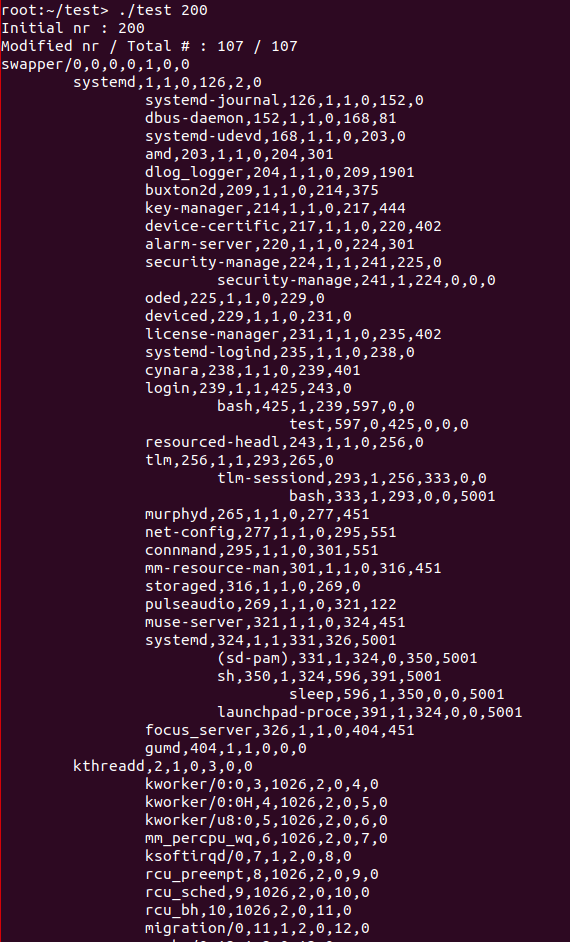 root:~/test> ./test 200
Initial nr : 200
Modified nr / Total # : 107 / 107
swapper/0,0,0,0,1,0,0
systemd,1,1,0,126,2,0
systemd-journal,126,1,1,0,152,0
dbus-daemon,152,1,1,0,168,81
systemd-udevd,168,1,1,0,203,0
amd,203,1,1,0,204,301
dlog_logger,204,1,1,0,209,1901
buxton2d,209,1,1,0,214,375
key-manager,214,1,1,0,217,444
device-certific,217,1,1,0,220,402
alarm-server,220,1,1,0,224,301
security-manage,224,1,1,241,225,0
security-manage,241,1,224,0,0,0
oded,225,1,1,0,229,0
deviced,229,1,1,0,231,0
license-manager,231,1,1,0,235,402
systemd-logind,235,1,1,0,238,0
cynara,238,1,1,0,239,401
login,239,1,1,425,243,0
bash,425,1,239,597,0,0
test,597,0,425,0,0,0
resourced-headl,243,1,1,0,256,0
tlm,256,1,1,293,265,0
tlm-sessiond,293,1,256,333,0,0
bash,333,1,293,0,0,5001
murphyd,265,1,1,0,277,451
net-config,277,1,1,0,295,551
connmand,295,1,1,0,301,551
mm-resource-man,301,1,1,0,316,451
storaged,316,1,1,0,269,0
pulseaudio,269,1,1,0,321,122
muse-server,321,1,1,0,324,451
systemd,324,1,1,331,326,5001
(sd-pam),331,1,324,0,350,5001
sh,350,1,324,596,391,5001
sleep,596,1,350,0,0,5001
launchpad-proce,391,1,324,0,0,5001
focus_server,326,1,1,0,404,451
gumd,404,1,1,0,0,0
kthreadd,2,1,0,3,0,0
kworker/0:0,3,1026,2,0,4,0
kworker/0:0H,4,1026,2,0,5,0
kworker/u8:0,5,1026,2,0,6,0
mm_percpu_wq,6,1026,2,0,7,0
ksoftirqd/0,7,1,2,0,8,0
rcu_preempt,8,1026,2,0,9,0
rcu_sched,9,1026,2,0,10,0
rcu_bh,10,1026,2,0,11,0
migration/0,11,1,2,0,12,0